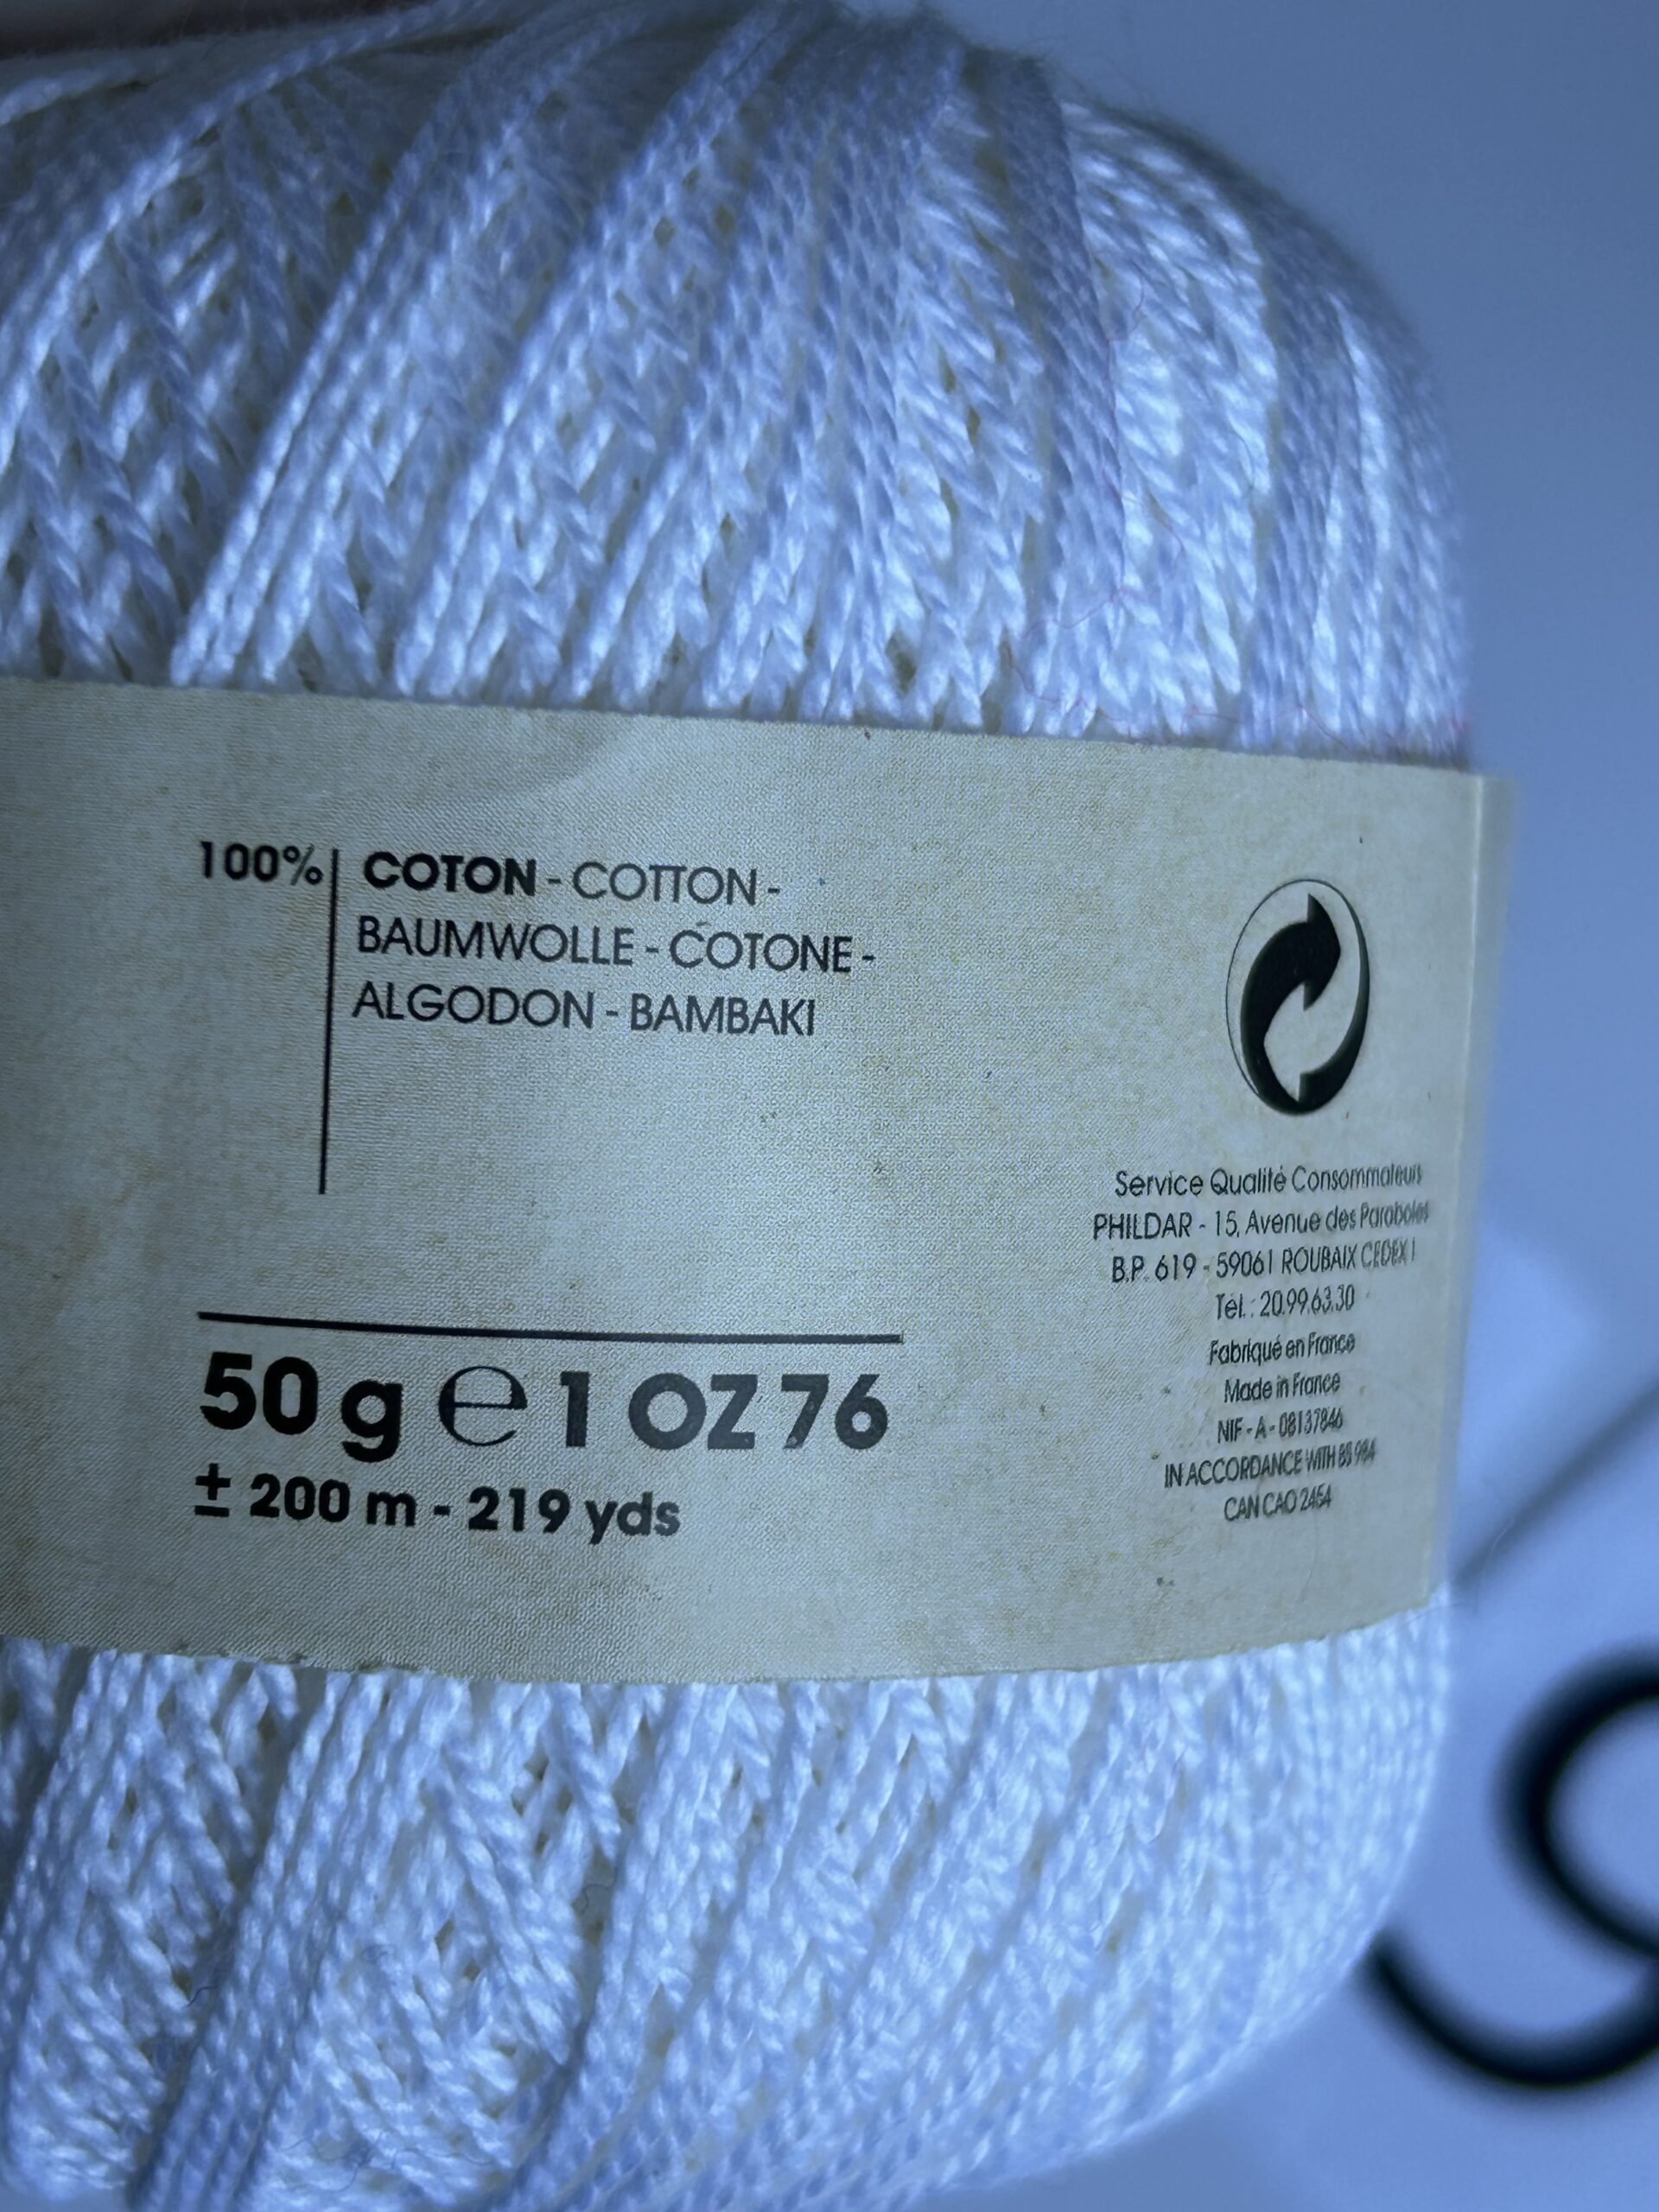 100% COTON - COTTON -
BAUMWOLLE - COTONE -
ALGODON - BAMBAKI
50 g ℮ 1 OZ 76
± 200 m - 219 yds
Service Qualité Consommateurs
PHILDAR - 15, Avenue des Paraboles
B.P. 619 - 59061 ROUBAIX CEDEX 1
Tél. : 20.99.63.30
Fabriqué en France
Made in France
NIF - A - 08137846
IN ACCORDANCE WITH BS 984
CAN CAO 2454